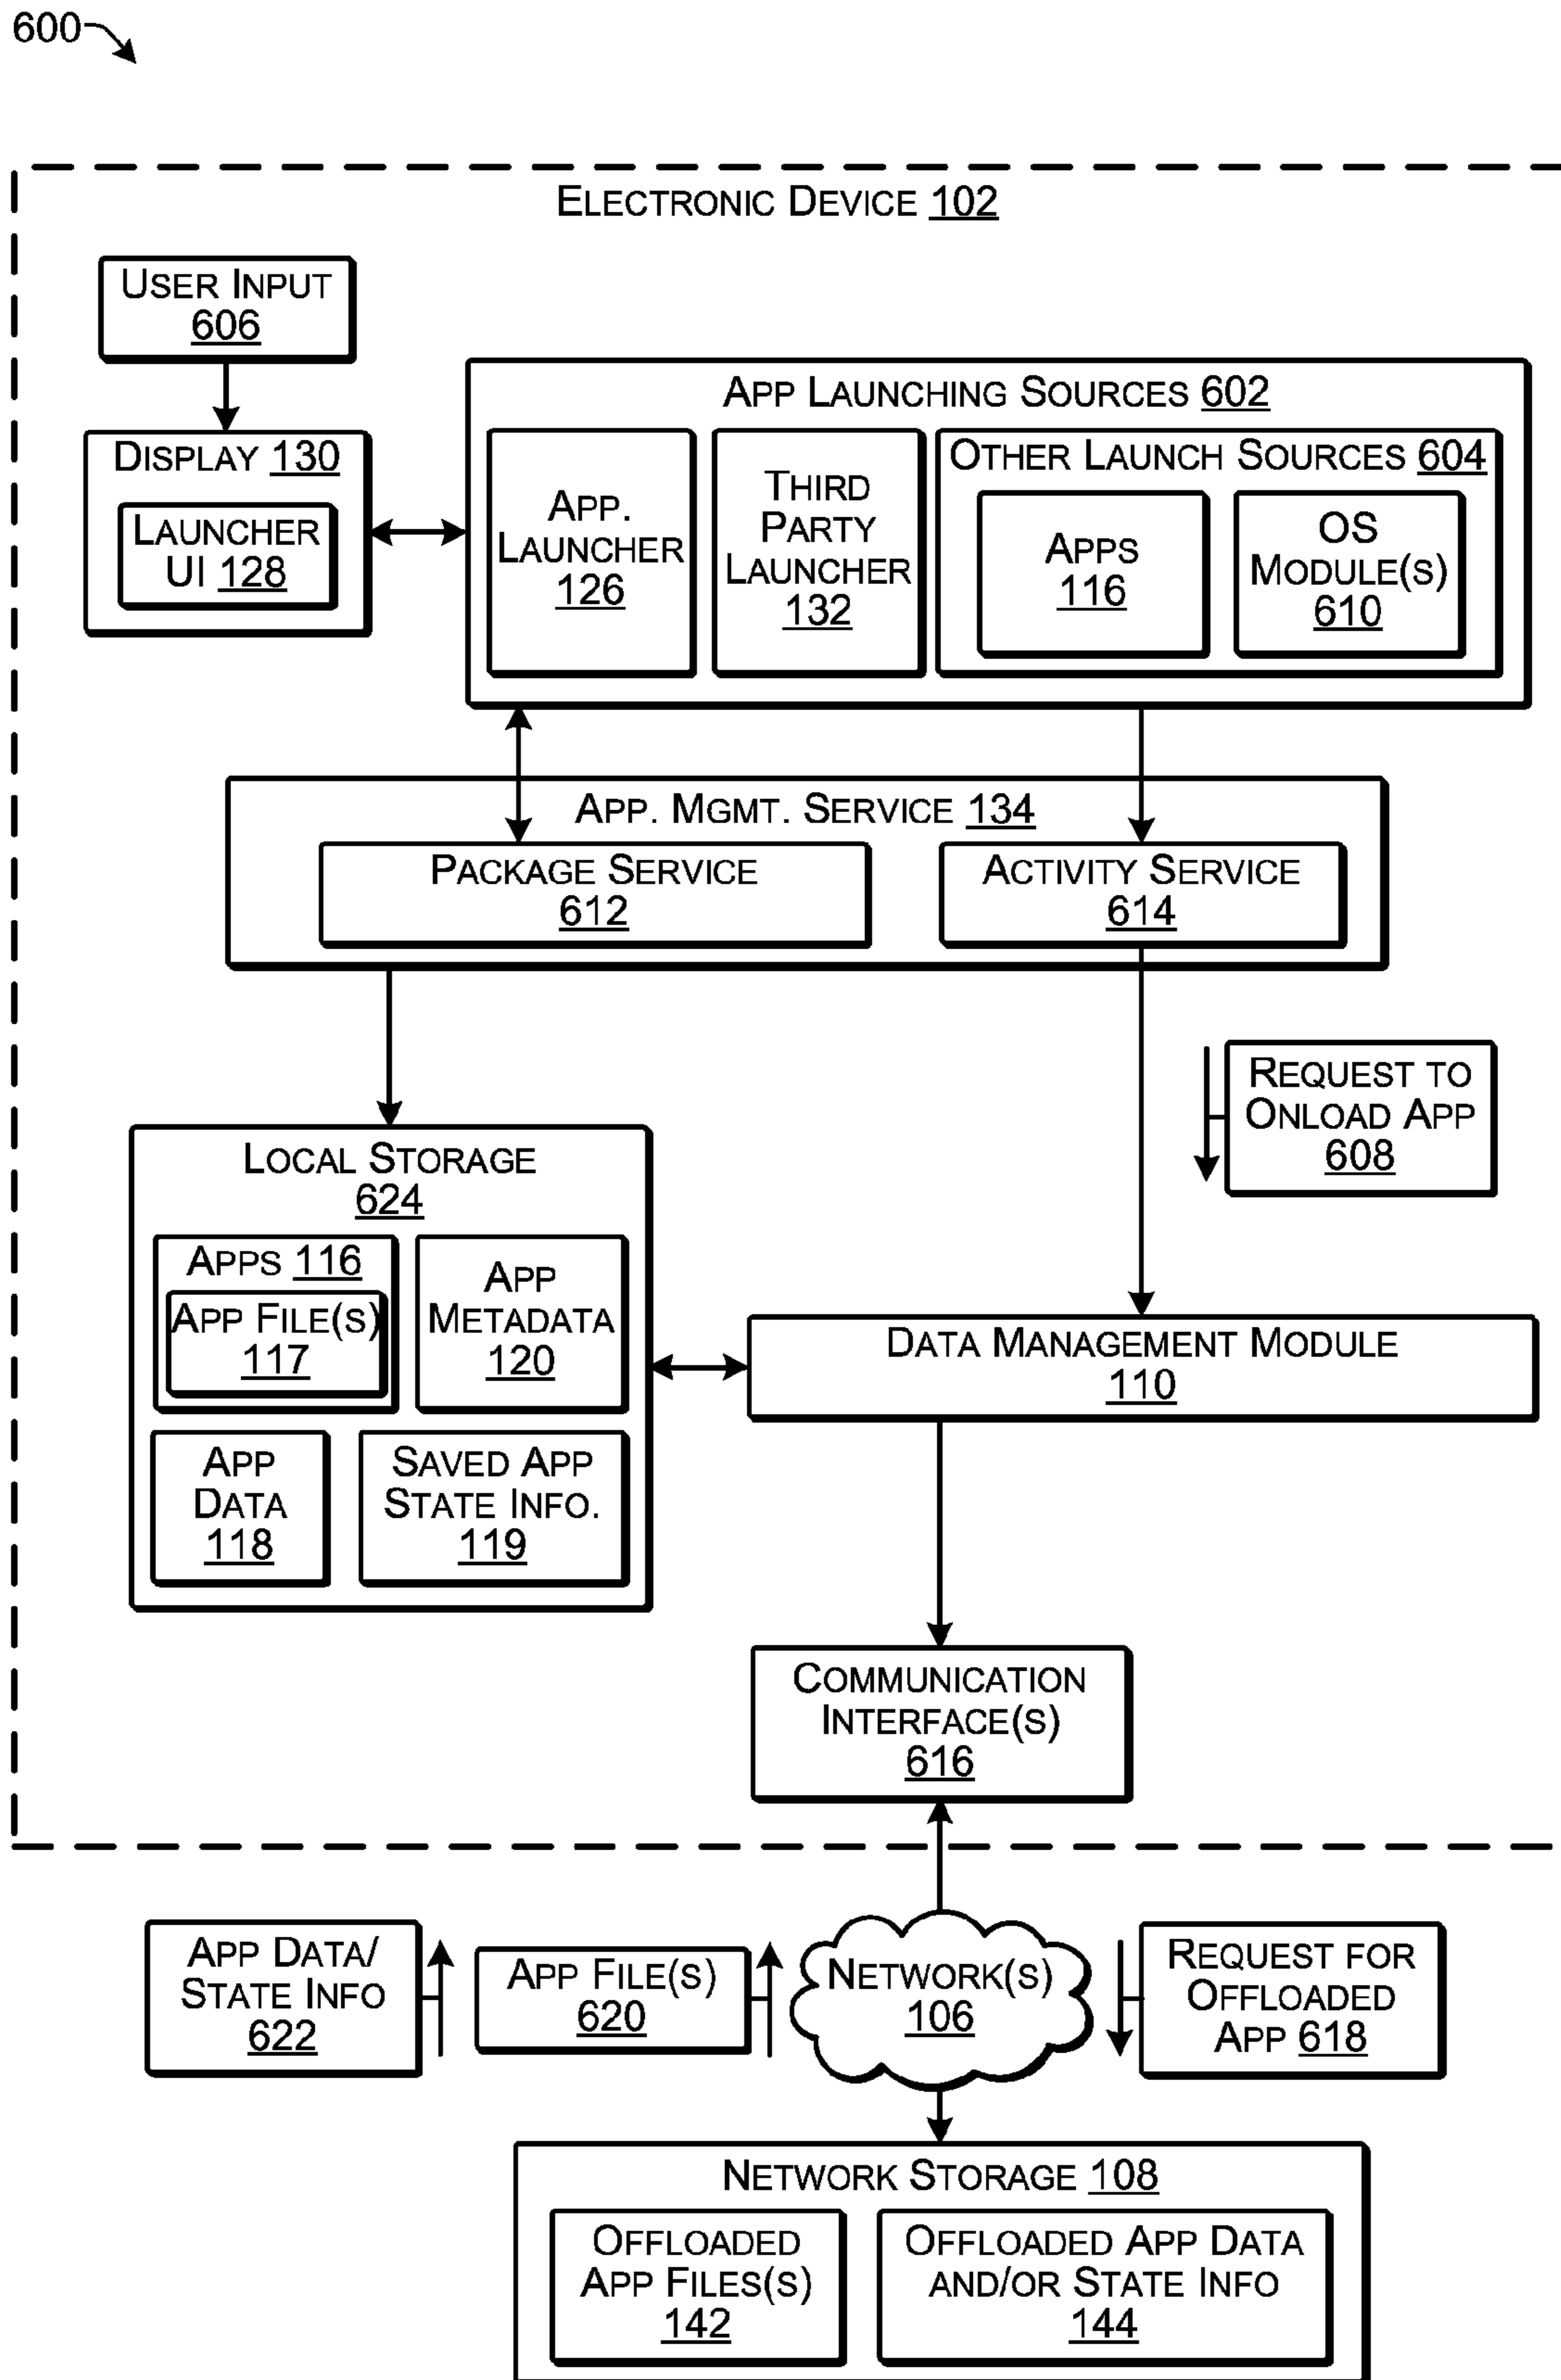 600
Electronic Device 102
User Input
606
App Launching Sources 602
Display 130
Launcher
UI 128
App.
Launcher
126
Third
Party
Launcher
132
Other Launch Sources 604
Apps
116
OS
Module(s)
610
App. Mgmt. Service 134
Package Service
612
Activity Service
614
Request to
Onload App
608
Local Storage
624
Apps 116
App File(s)
117
App
Metadata
120
Data Management Module
110
App
Data
118
Saved App
State Info.
119
Communication
Interface(s)
616
App Data/
State Info
622
App File(s)
620
Network(s)
106
Request for
Offloaded
App 618
Network Storage 108
Offloaded
App Files(s)
142
Offloaded App Data
and/or State Info
144